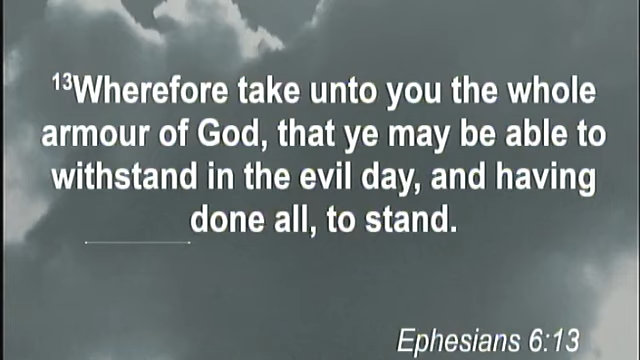 ¹³Wherefore take unto you the whole
armour of God, that ye may be able to
withstand in the evil day, and having
done all, to stand.
Ephesians 6:13